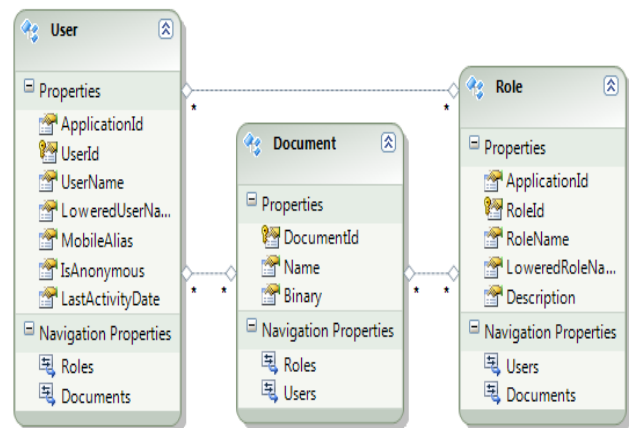 User
Properties
ApplicationId
UserId
UserName
LoweredUserNa...
MobileAlias
IsAnonymous
LastActivityDate
Navigation Properties
Roles
Documents
*
*
*
*
Document
Properties
DocumentId
Name
Binary
Navigation Properties
Roles
Users
*
*
Role
Properties
ApplicationId
RoleId
RoleName
LoweredRoleNa...
Description
Navigation Properties
Users
Documents